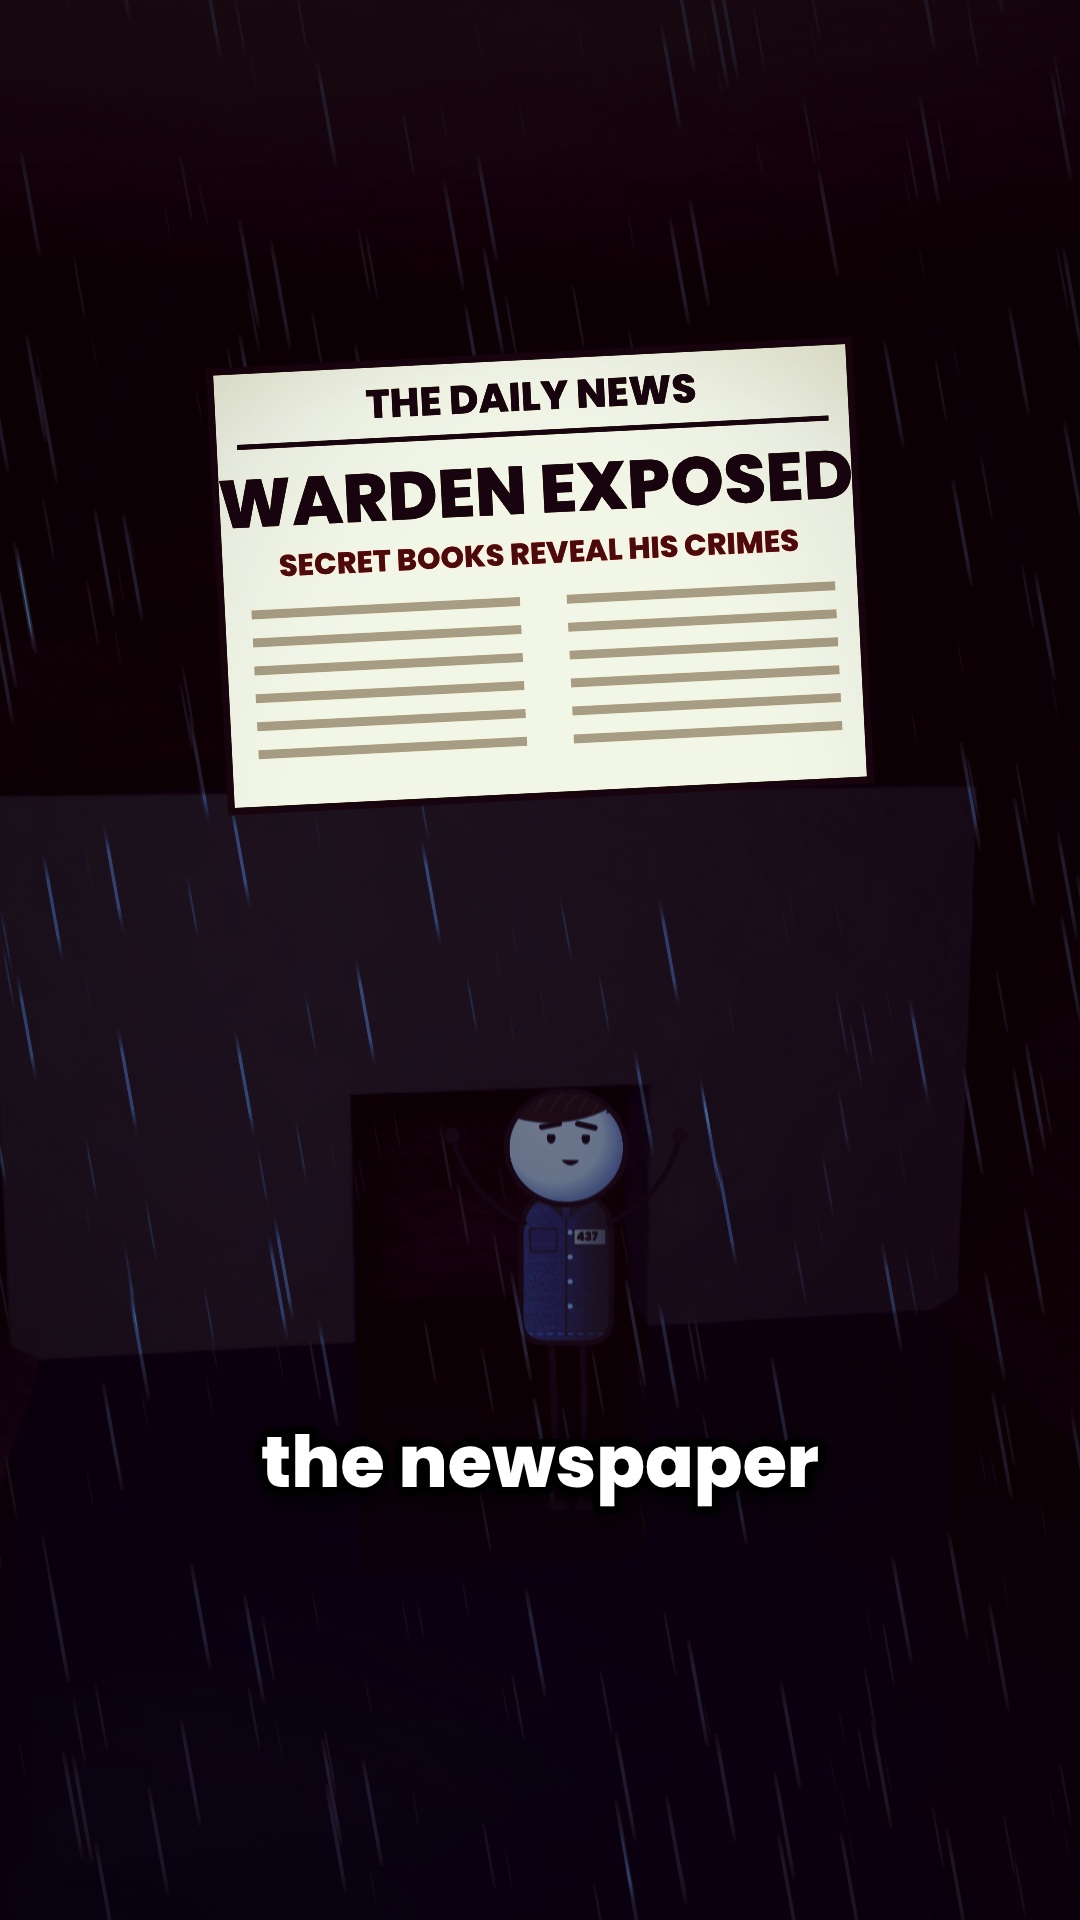 THE DAILY NEWS
WARDEN EXPOSED
SECRET BOOKS REVEAL HIS CRIMES
437
the newspaper